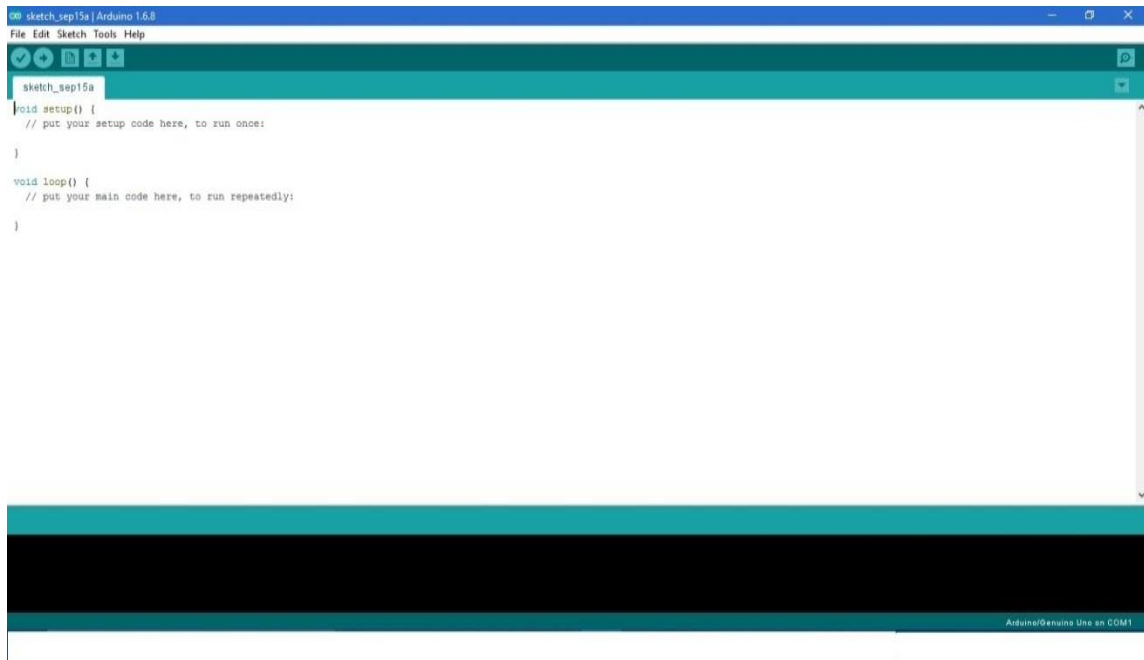 sketch_sep15a | Arduino 1.6.8
File Edit Sketch Tools Help
sketch_sep15a
void setup() {
// put your setup code here, to run once:
}
void loop() {
// put your main code here, to run repeatedly:
}
Arduino/Genuino Uno on COM1